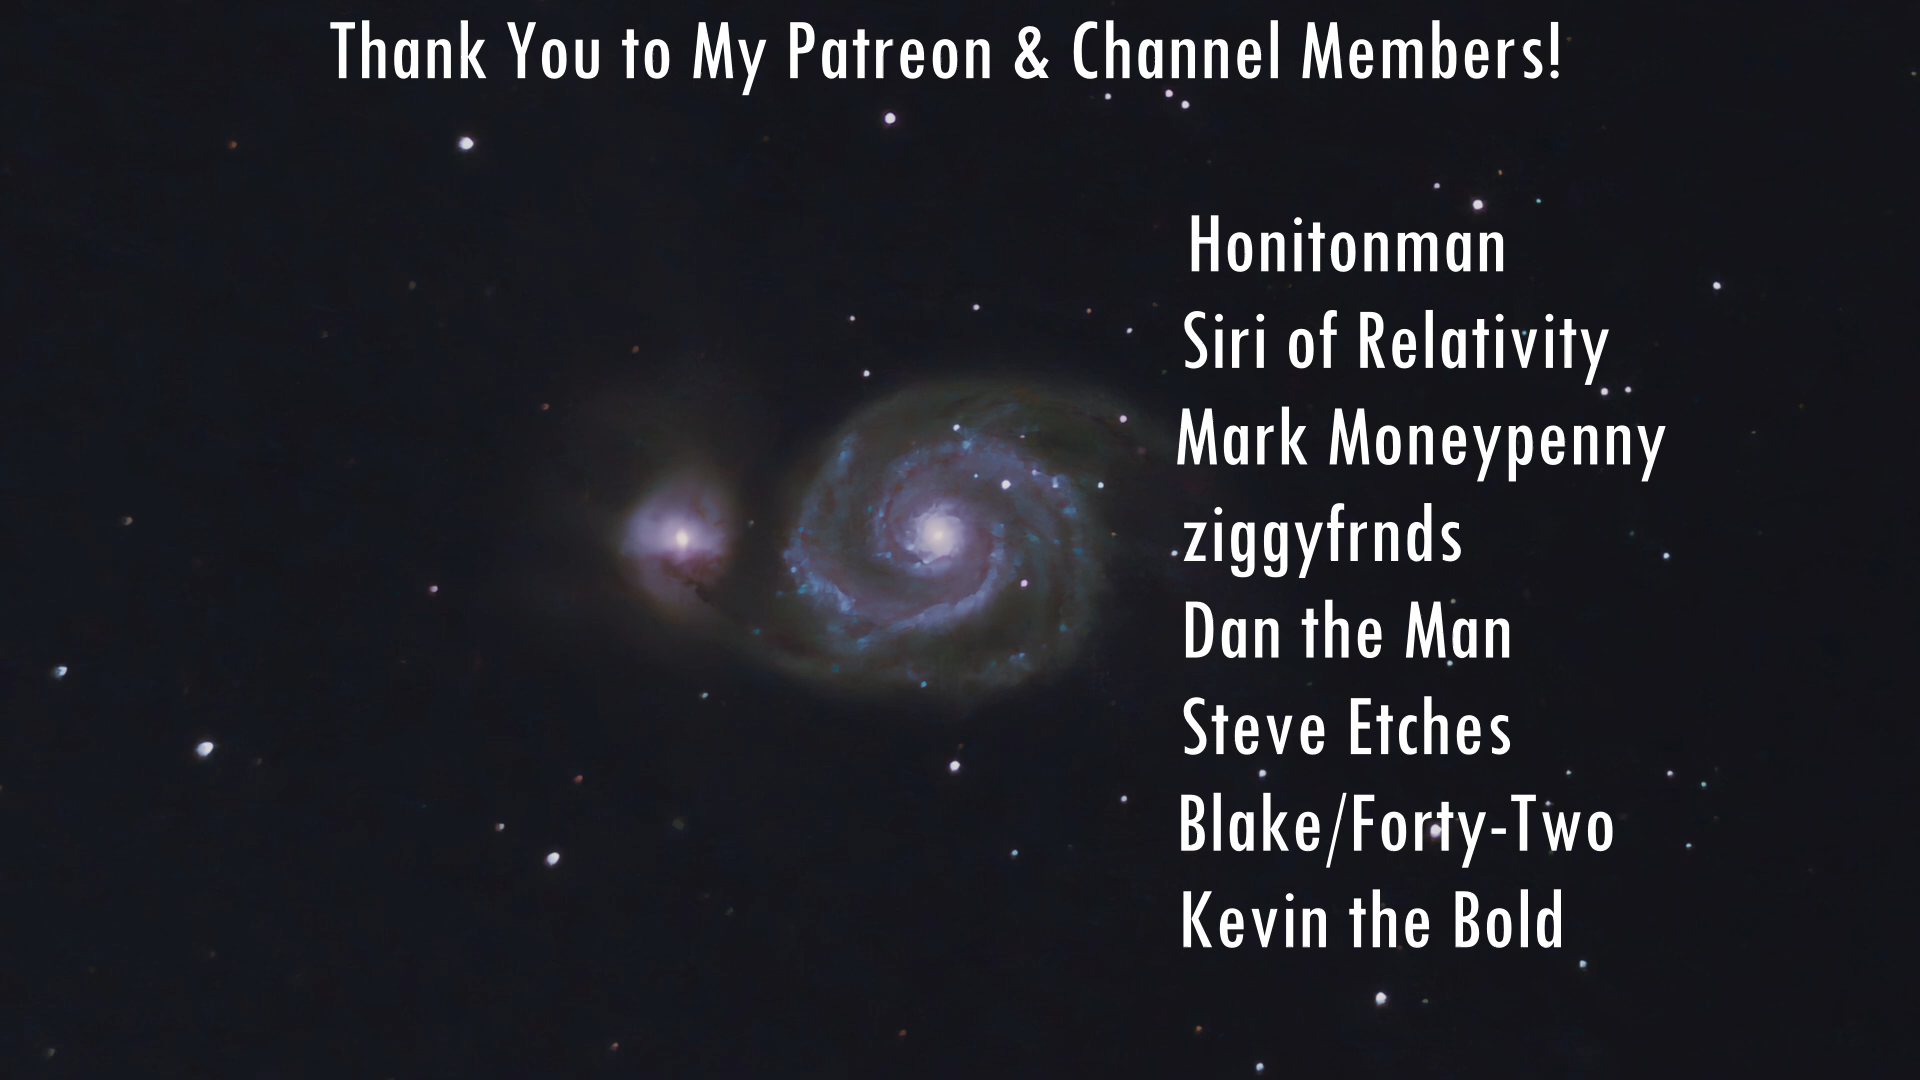 Thank You to My Patreon & Channel Members!
Honitonman
Siri of Relativity
Mark Moneypenny
ziggyfrnds
Dan the Man
Steve Etches
Blake/Forty-Two
Kevin the Bold